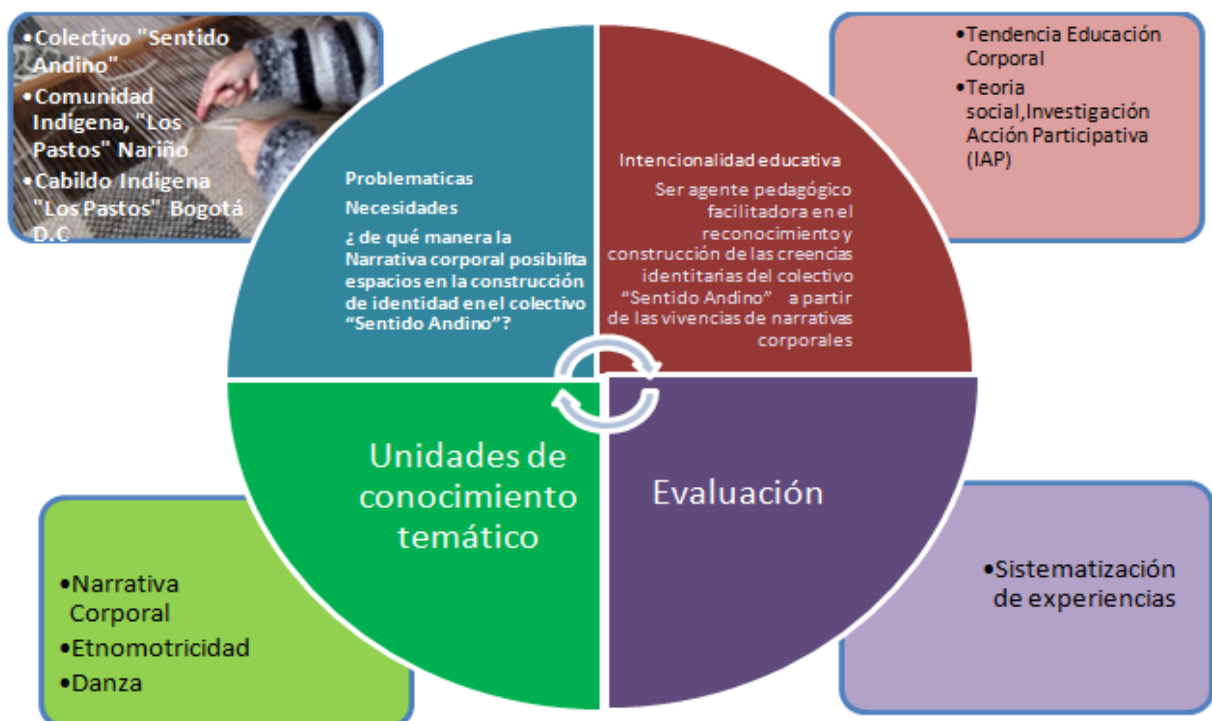 •Colectivo "Sentido
Andino"
•Comunidad
Indigena, "Los
Pastos" Nariño
•Cabildo Indigena
"Los Pastos" Bogotá
D.C
Problematicas
Necesidades
¿ de qué manera la
Narrativa corporal posibilita
espacios en la construcción
de identidad en el colectivo
“Sentido Andino”?
Intencionalidad educativa
Ser agente pedagógico
facilitadora en el
reconocimiento y
construcción de las creencias
identitarias del colectivo
“Sentido Andino” a partir
de las vivencias de narrativas
corporales
•Tendencia Educación
Corporal
•Teoria
social,Investigación
Acción Participativa
(IAP)
Unidades de
conocimiento
temático
•Narrativa
Corporal
•Etnomotricidad
•Danza
Evaluación
•Sistematización
de experiencias